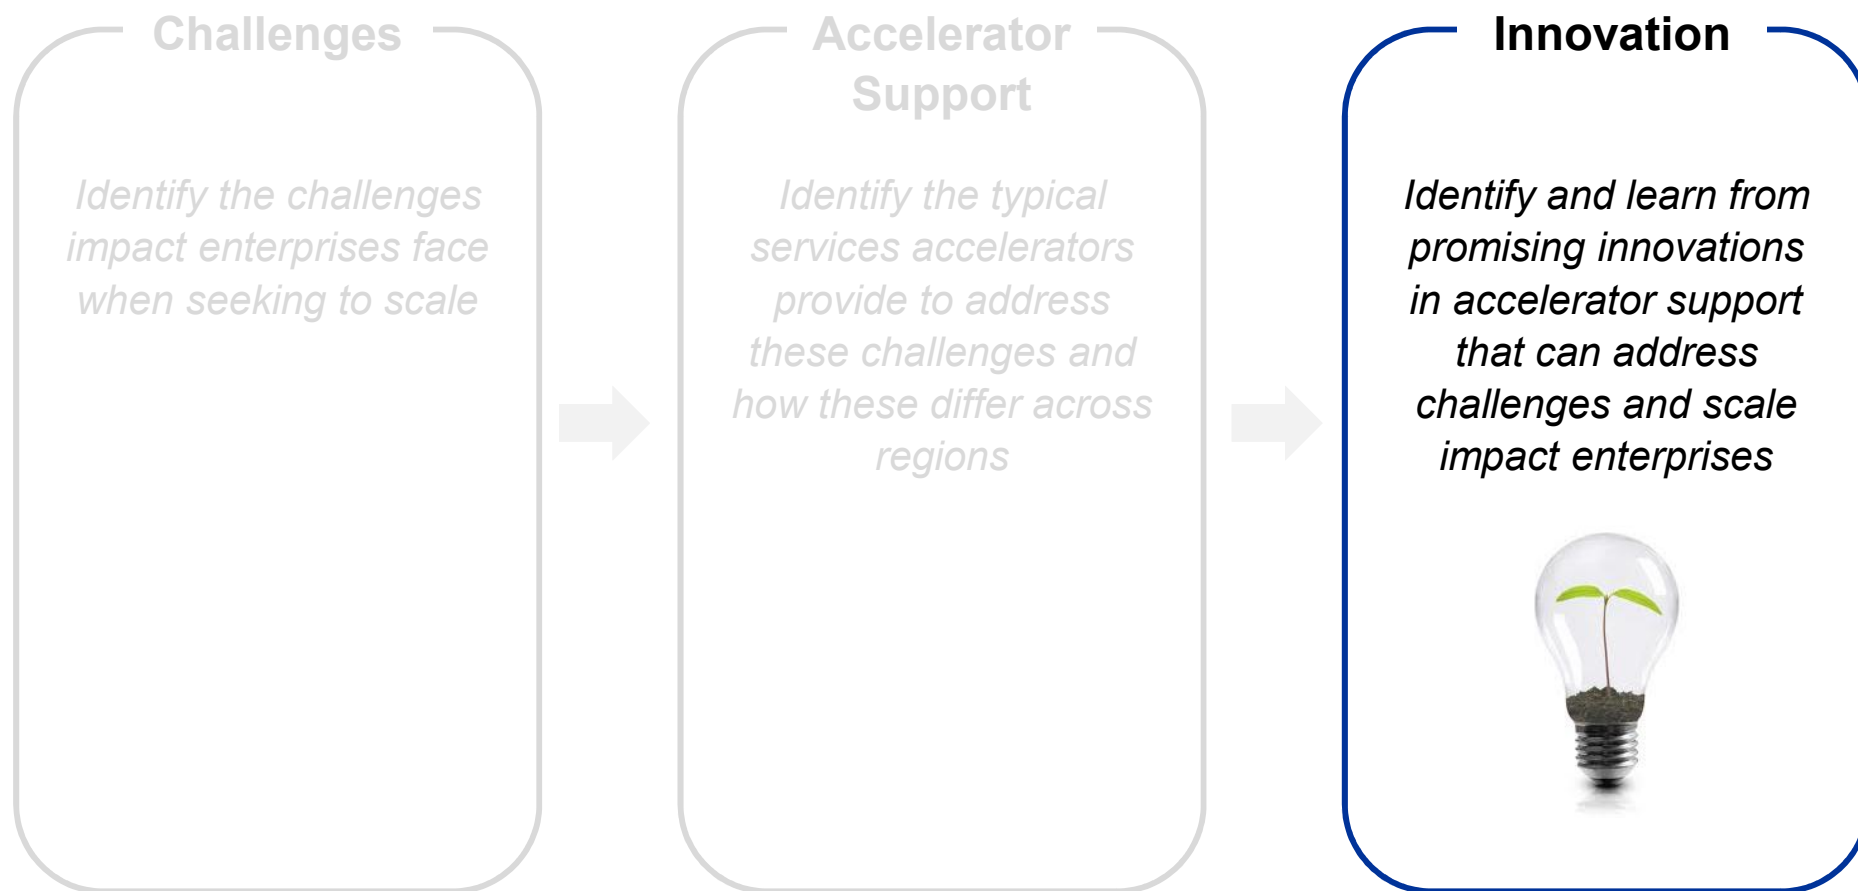 Challenges
Identify the challenges
impact enterprises face
when seeking to scale
Accelerator
Support
Identify the typical
services accelerators
provide to address
these challenges and
how these differ across
regions
Innovation
Identify and learn from
promising innovations
in accelerator support
that can address
challenges and scale
impact enterprises